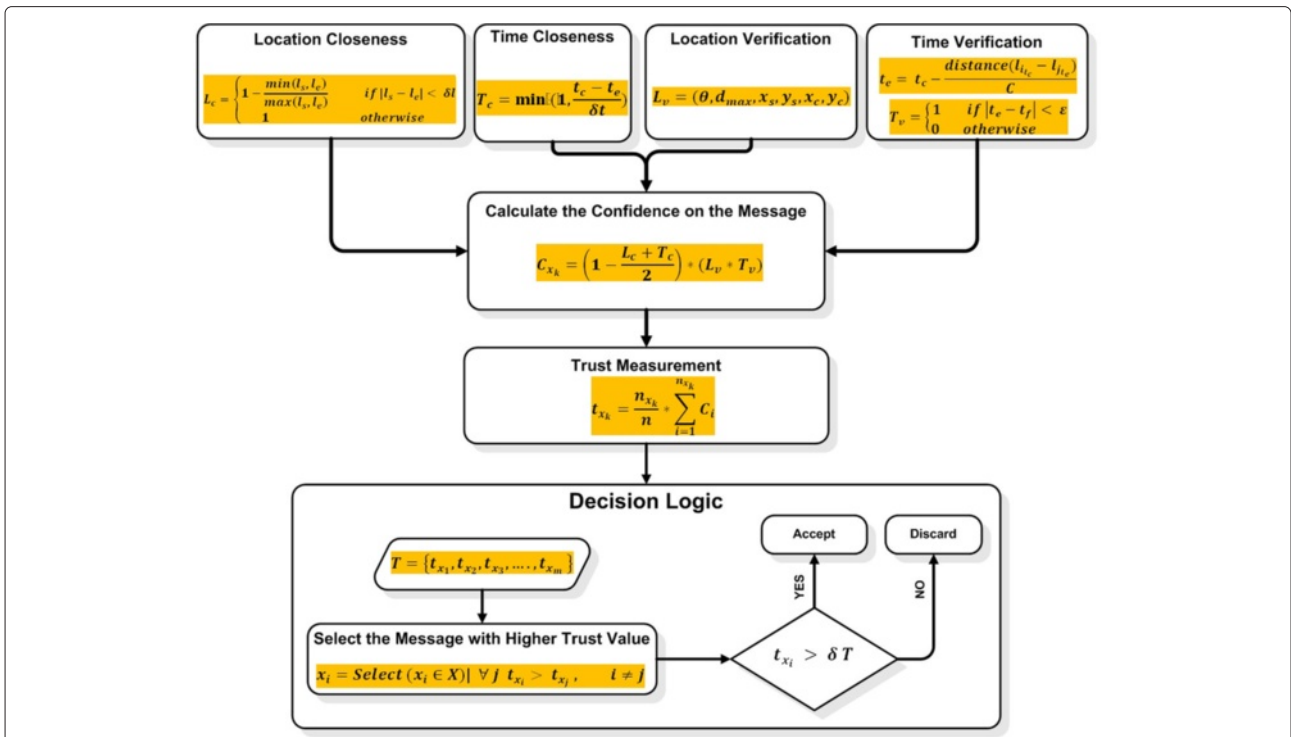 Location Closeness
L_c = { 1 - min(l_s, l_e) / max(l_s, l_e) if |l_s - l_e| < δl
1 otherwise
Time Closeness
T_c = min[(1, (t_c - t_e) / δt)
Location Verification
L_v = (θ, d_max, x_s, y_s, x_c, y_c)
Time Verification
t_e = t_c - distance(l_{i_{t_c}} - l_{j_{t_e}}) / C
T_v = { 1 if |t_e - t_f| < ε
0 otherwise
Calculate the Confidence on the Message
C_{x_k} = (1 - (L_c + T_c) / 2) * (L_v * T_v)
Trust Measurement
t_{x_k} = n_{x_k} / n * ∑_{i=1}^{n_{s_k}} C_i
Decision Logic
T = {t_{x_1}, t_{x_2}, t_{x_3}, …., t_{x_m}}
Select the Message with Higher Trust Value
x_i = Select (x_i ∈ X)| ∀ j t_{x_i} > t_{x_j}, i ≠ j
t_{x_i} > δ T
YES
Accept
NO
Discard